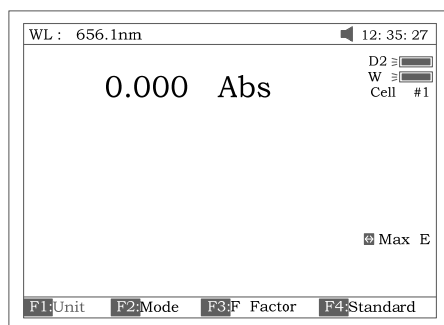 WL : 656.1nm 12: 35: 27
D2
0.000 Abs
W
Cell #1
Max E
F1:Unit F2:Mode F3:F Factor F4:Standard